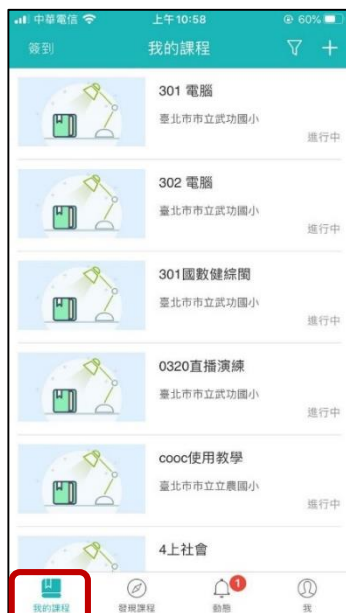 中華電信 上午10:58 60%
簽到 我的課程
301 電腦
臺北市市立武功國小
進行中
302 電腦
臺北市市立武功國小
進行中
301國數健綜閱
臺北市市立武功國小
進行中
0320直播演練
臺北市市立武功國小
進行中
cooc使用教學
臺北市市立立農國小
進行中
4上社會
我的課程 發現課程 動態 1 我